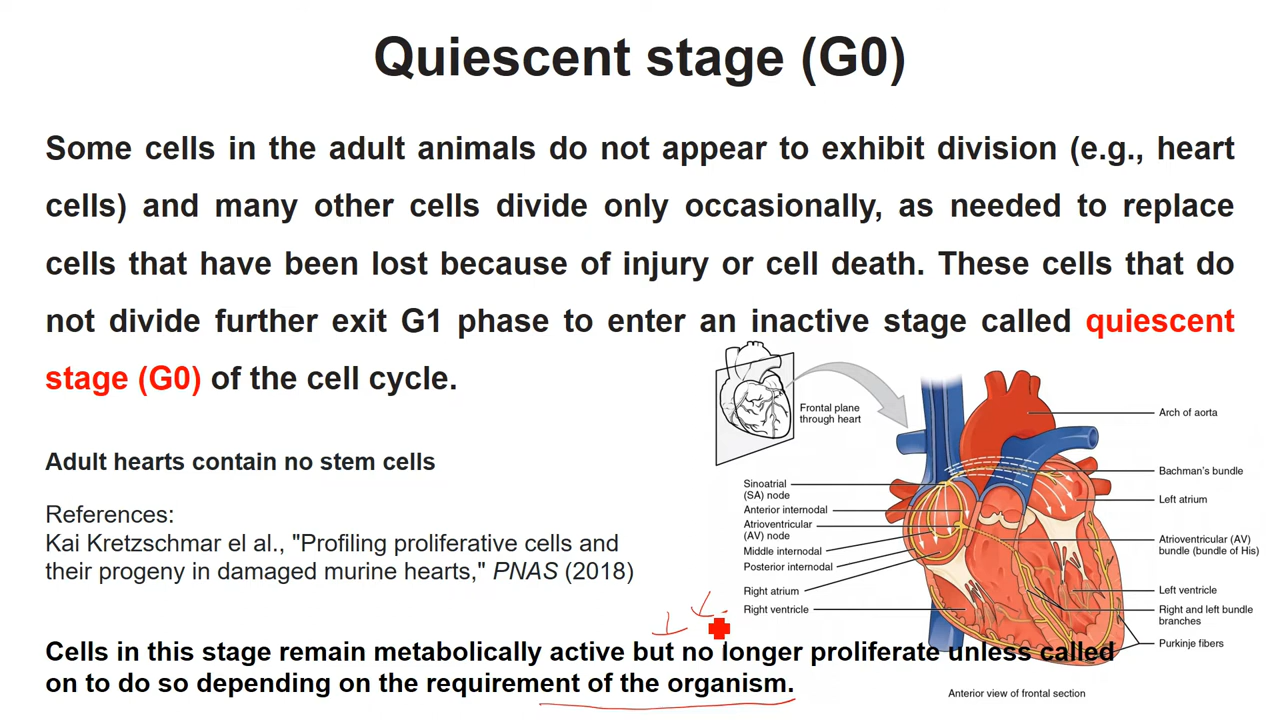 Quiescent stage (G0)
Some cells in the adult animals do not appear to exhibit division (e.g., heart
cells) and many other cells divide only occasionally, as needed to replace
cells that have been lost because of injury or cell death. These cells that do
not divide further exit G1 phase to enter an inactive stage called quiescent
stage (G0) of the cell cycle.
Adult hearts contain no stem cells
References:
Kai Kretzschmar el al., "Profiling proliferative cells and
their progeny in damaged murine hearts," PNAS (2018)
Cells in this stage remain metabolically active but no longer proliferate unless called
on to do so depending on the requirement of the organism.
Frontal plane
through heart
Sinoatrial
(SA) node
Anterior internodal
Atrioventricular
(AV) node
Middle internodal
Posterior internodal
Right atrium
Right ventricle
Arch of aorta
Bachman's bundle
Left atrium
Atrioventricular (AV)
bundle (bundle of His)
Left ventricle
Right and left bundle
branches
Purkinje fibers
Anterior view of frontal section